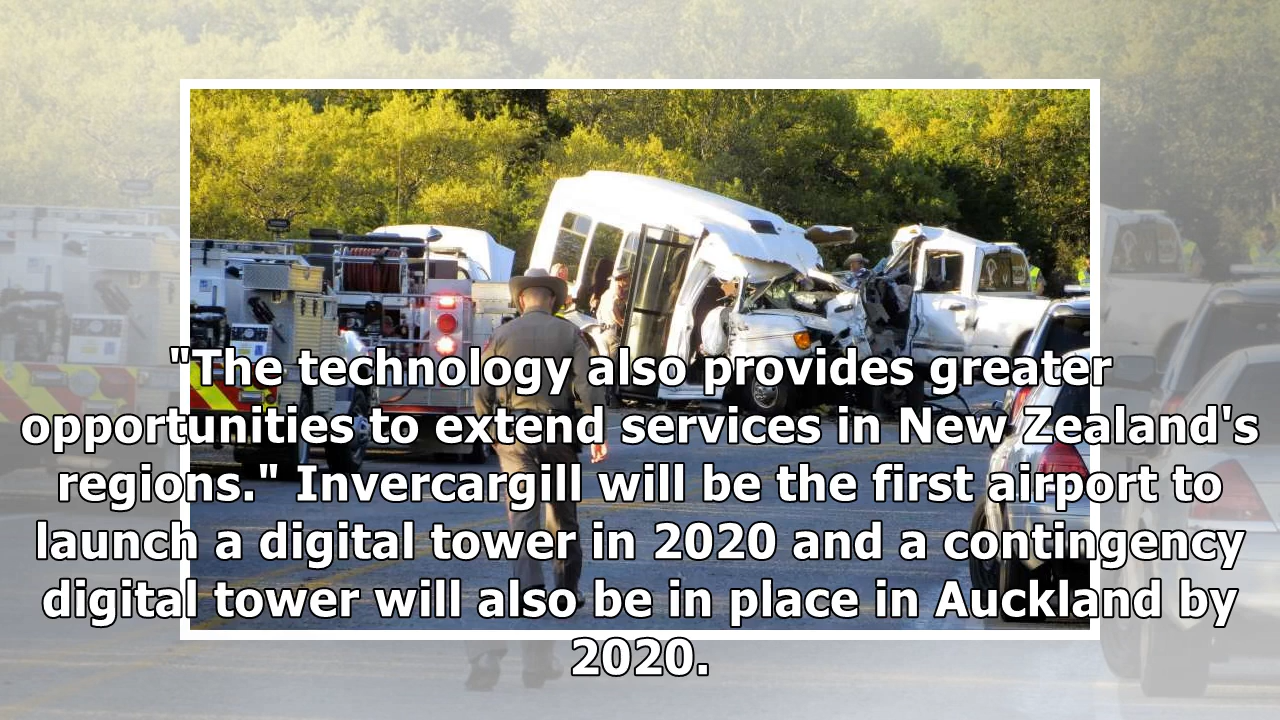 "The technology also provides greater
opportunities to extend services in New Zealand's
regions." Invercargill will be the first airport to
launch a digital tower in 2020 and a contingency
digital tower will also be in place in Auckland by
2020.